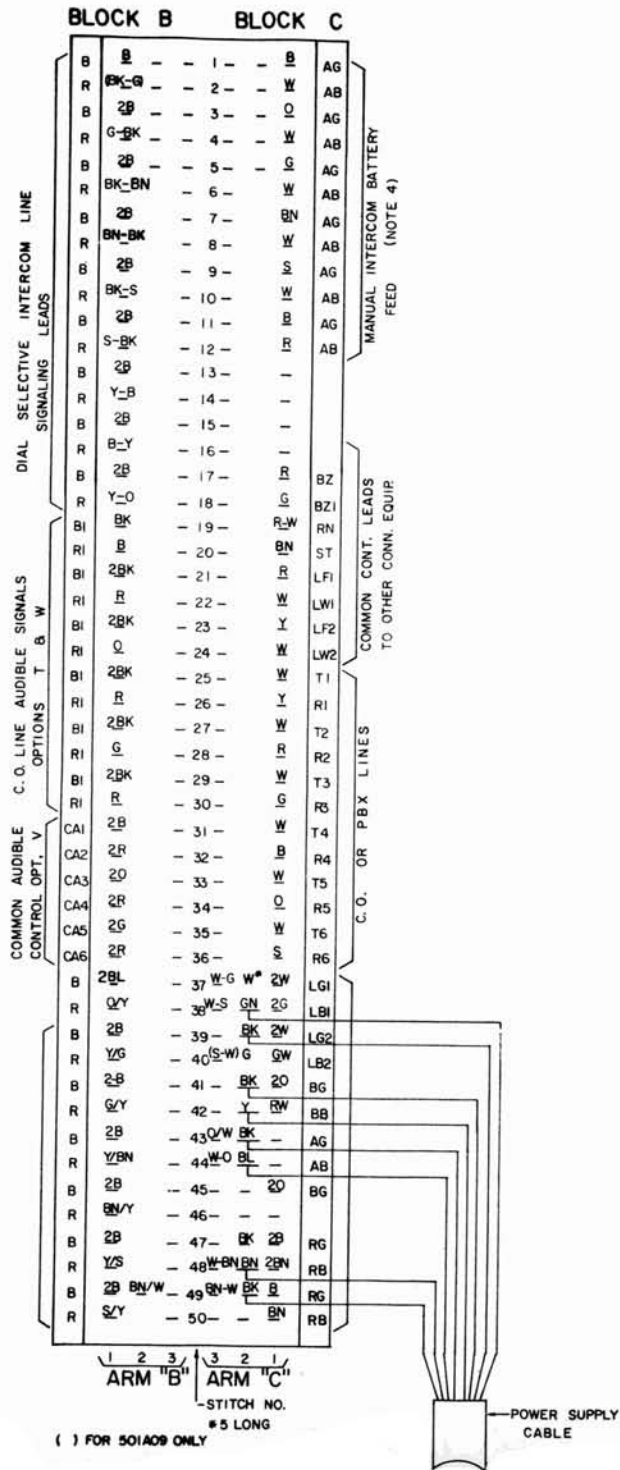 BLOCK B BLOCK C
B B - 1 - B AG
R (BK-G) - - 2 - W AB
B 2B - - 3 - O AG
R G-BK - - 4 - W AB
B 2B - - 5 - - G AG
R BK-BN - 6 - W AB
B 2B - 7 - BN AG
R BN-BK - 8 - W AB
B 2B - 9 - S AG
R BK-S - 10 - W AB
B 2B - 11 - B AG
R S-BK - 12 - R AB
B 2B - 13 - -
R Y-B - 14 - -
B 2B - 15 - -
R B-Y - 16 - -
B 2B - 17 - R BZ
R Y-O - 18 - G BZ1
B1 BK - 19 - R-W RN
R1 B - 20 - BN ST
B1 2BK - 21 - R LF1
R1 R - 22 - W LW1
B1 2BK - 23 - Y LF2
R1 O - 24 - W LW2
B1 2BK - 25 - W T1
R1 R - 26 - Y R1
B1 2BK - 27 - W T2
R1 G - 28 - R R2
B1 2BK - 29 - W T3
R1 R - 30 - G R3
CA1 2B - 31 - W T4
CA2 2R - 32 - B R4
CA3 2O - 33 - W T5
CA4 2R - 34 - O R5
CA5 2G - 35 - W T6
CA6 2R - 36 - S R6
B 2BL - 37 W-G W* 2W LG1
R O/Y - 38 W-S GN 2G LB1
B 2B - 39 - BK 2W LG2
R Y/G - 40 (S-W) G GW LB2
B 2-B - 41 - BK 2O BG
R G/Y - 42 - Y RW BB
B 2B - 43 O/W BK - AG
R Y/BN - 44 W-O BL - AB
B 2B - 45 - - 2O BG
R BN/Y - 46 - - -
B 2B - 47 - BK 2B RG
R Y/S - 48 W-BN BN 2BN RB
B 2B BN/W - 49 BN-W BK B RG
R S/Y - 50 - - BN RB
DIAL SELECTIVE INTERCOM LINE
SIGNALING LEADS
C.O. LINE AUDIBLE SIGNALS
OPTIONS T & W
COMMON AUDIBLE
CONTROL OPT, V
MANUAL INTERCOM BATTERY
FEED (NOTE 4)
COMMON CONT. LEADS
TO OTHER CONN. EQUIP.
C.O. OR PBX LINES
1 2 3 3 2 1
ARM "B" ARM "C"
STITCH NO.
#5 LONG
( ) FOR 501A09 ONLY
POWER SUPPLY
CABLE